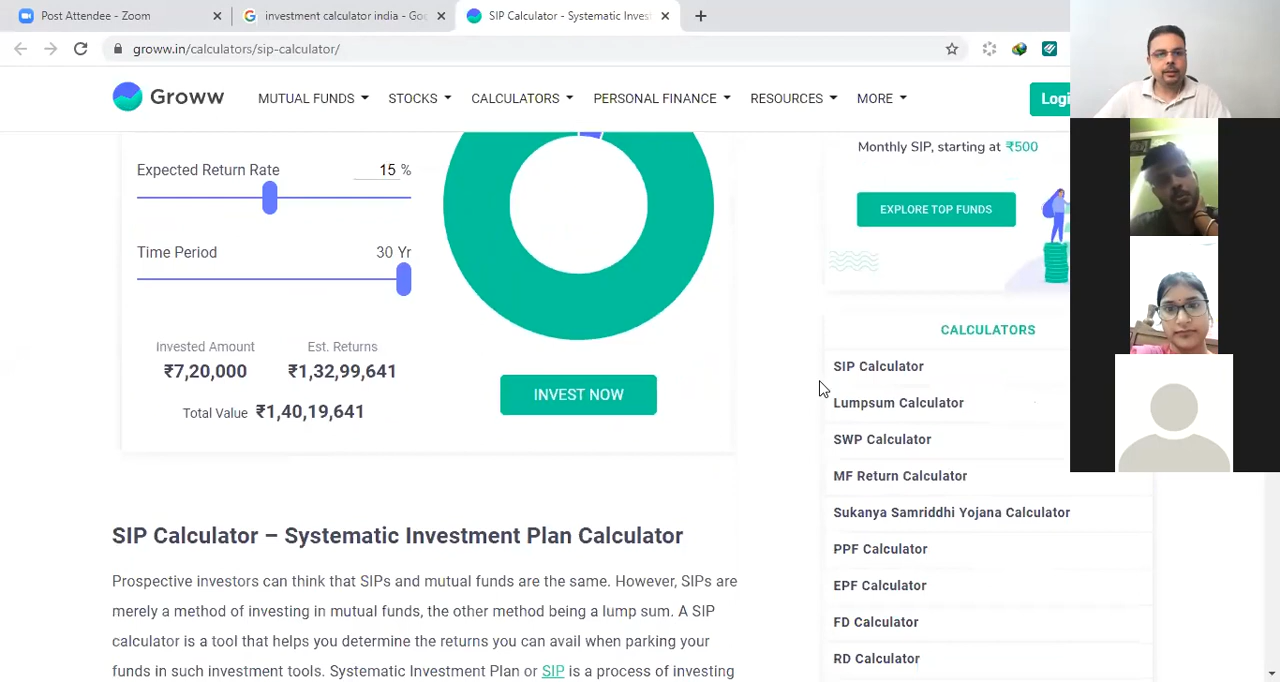 Post Attendee - Zoom
investment calculator india - Goo
SIP Calculator - Systematic Invest
groww.in/calculators/sip-calculator/
Groww
MUTUAL FUNDS
STOCKS
CALCULATORS
PERSONAL FINANCE
RESOURCES
MORE
Logi
Expected Return Rate
15 %
Time Period
30 Yr
Invested Amount
Est. Returns
₹7,20,000
₹1,32,99,641
Total Value ₹1,40,19,641
INVEST NOW
Monthly SIP, starting at ₹500
EXPLORE TOP FUNDS
CALCULATORS
SIP Calculator
Lumpsum Calculator
SWP Calculator
MF Return Calculator
Sukanya Samriddhi Yojana Calculator
PPF Calculator
EPF Calculator
FD Calculator
RD Calculator
SIP Calculator – Systematic Investment Plan Calculator
Prospective investors can think that SIPs and mutual funds are the same. However, SIPs are
merely a method of investing in mutual funds, the other method being a lump sum. A SIP
calculator is a tool that helps you determine the returns you can avail when parking your
funds in such investment tools. Systematic Investment Plan or SIP is a process of investing